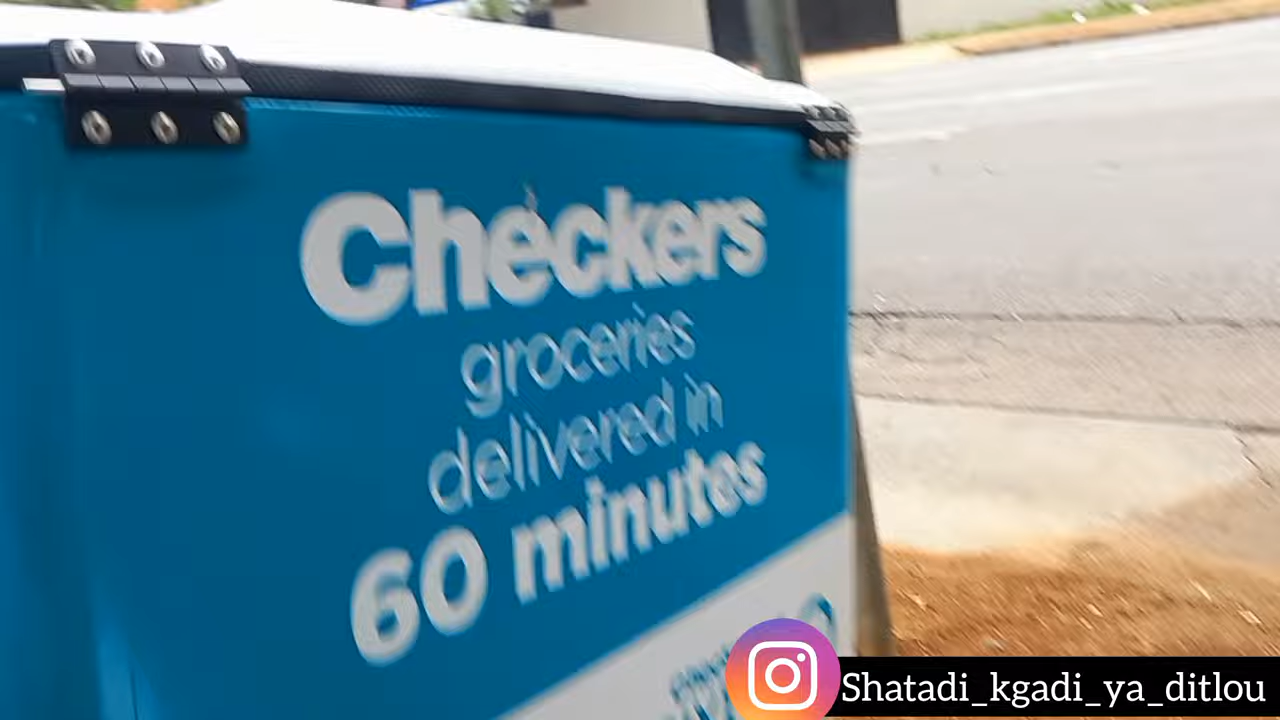 Checkers
groceries
delivered in
60 minutes
Shatadi_kgadi_ya_ditlou